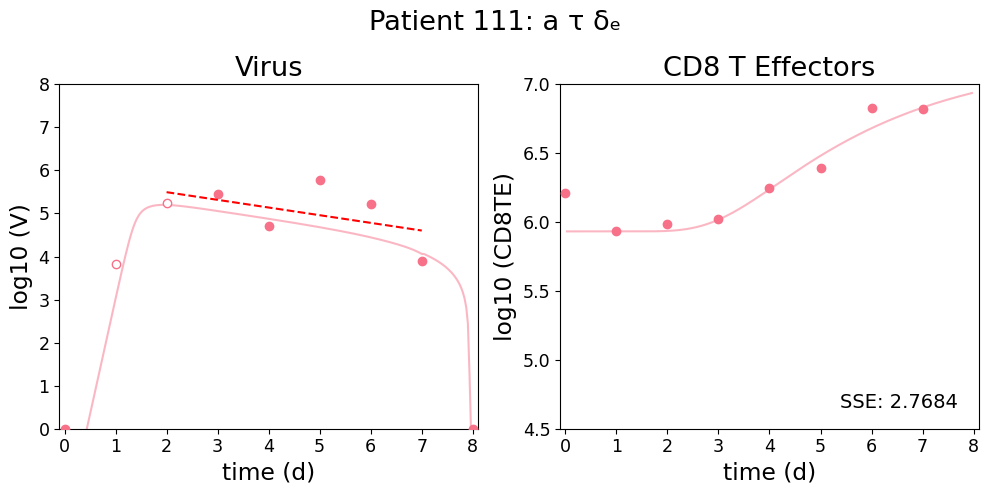 Patient 111: a τ δₑ
Virus
log10 (V)
8
7
6
5
4
3
2
1
0
0 1 2 3 4 5 6 7 8
time (d)
CD8 T Effectors
log10 (CD8TE)
7.0
6.5
6.0
5.5
5.0
4.5
SSE: 2.7684
0 1 2 3 4 5 6 7 8
time (d)